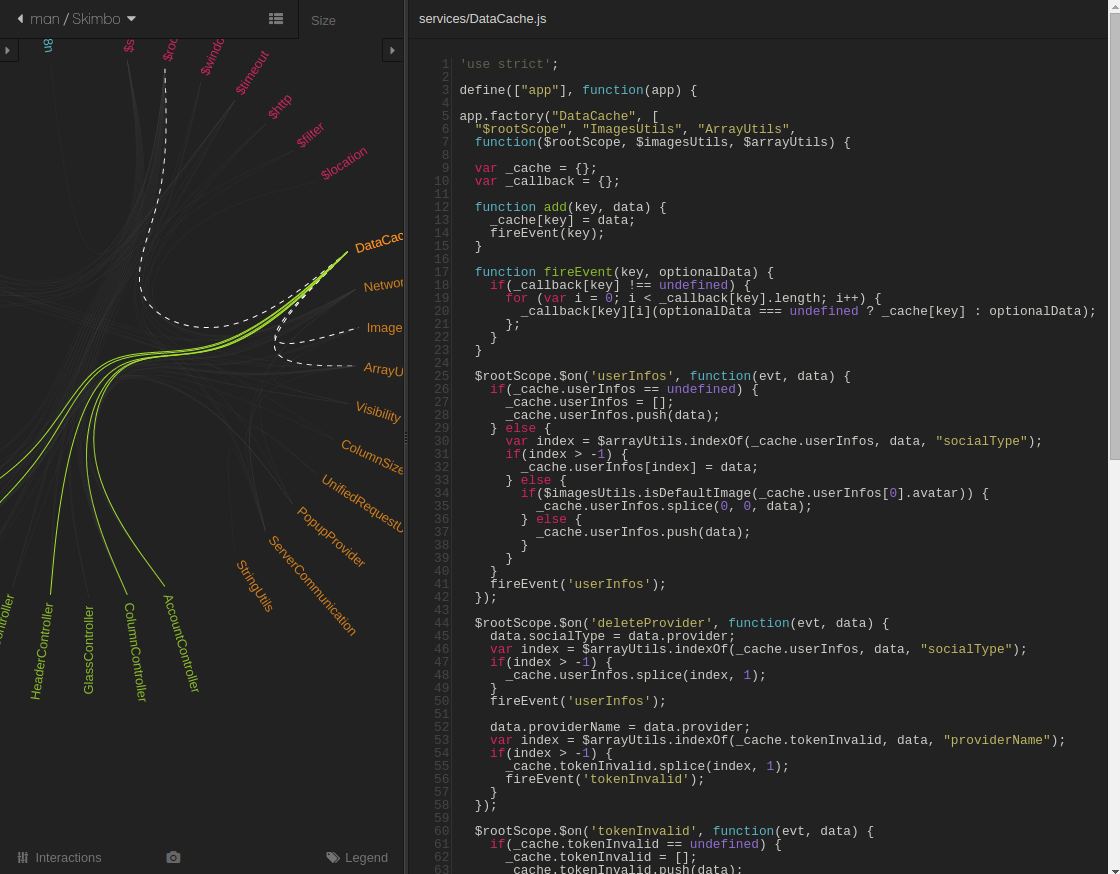 man / Skimbo
Size
8n
$window
$timeout
$http
$filter
$location
DataCac
Networ
Image
ArrayU
Visibility
ColumnSize
UnifiedRequestU
PopupProvider
ServerCommunication
StringUtils
AccountController
ColumnController
GlassController
HeaderController
ontroller
Interactions
Legend
services/DataCache.js
1 'use strict';
2
3 define(["app"], function(app) {
4
5 app.factory("DataCache", [
6   "$rootScope", "ImagesUtils", "ArrayUtils",
7   function($rootScope, $imagesUtils, $arrayUtils) {
8
9   var _cache = {};
10   var _callback = {};
11
12   function add(key, data) {
13     _cache[key] = data;
14     fireEvent(key);
15   }
16
17   function fireEvent(key, optionalData) {
18     if(_callback[key] !== undefined) {
19       for (var i = 0; i < _callback[key].length; i++) {
20         _callback[key][i](optionalData === undefined ? _cache[key] : optionalData);
21       };
22     }
23   }
24
25   $rootScope.$on('userInfos', function(evt, data) {
26     if(_cache.userInfos == undefined) {
27       _cache.userInfos = [];
28       _cache.userInfos.push(data);
29     } else {
30       var index = $arrayUtils.indexOf(_cache.userInfos, data, "socialType");
31       if(index > -1) {
32         _cache.userInfos[index] = data;
33       } else {
34         if($imagesUtils.isDefaultImage(_cache.userInfos[0].avatar)) {
35           _cache.userInfos.splice(0, 0, data);
36         } else {
37           _cache.userInfos.push(data);
38         }
39       }
40     }
41     fireEvent('userInfos');
42   });
43
44   $rootScope.$on('deleteProvider', function(evt, data) {
45     data.socialType = data.provider;
46     var index = $arrayUtils.indexOf(_cache.userInfos, data, "socialType");
47     if(index > -1) {
48       _cache.userInfos.splice(index, 1);
49     }
50     fireEvent('userInfos');
51
52     data.providerName = data.provider;
53     var index = $arrayUtils.indexOf(_cache.tokenInvalid, data, "providerName");
54     if(index > -1) {
55       _cache.tokenInvalid.splice(index, 1);
56       fireEvent('tokenInvalid');
57     }
58   });
59
60   $rootScope.$on('tokenInvalid', function(evt, data) {
61     if(_cache.tokenInvalid == undefined) {
62       _cache.tokenInvalid = [];
63       _cache.tokenInvalid.push(data);